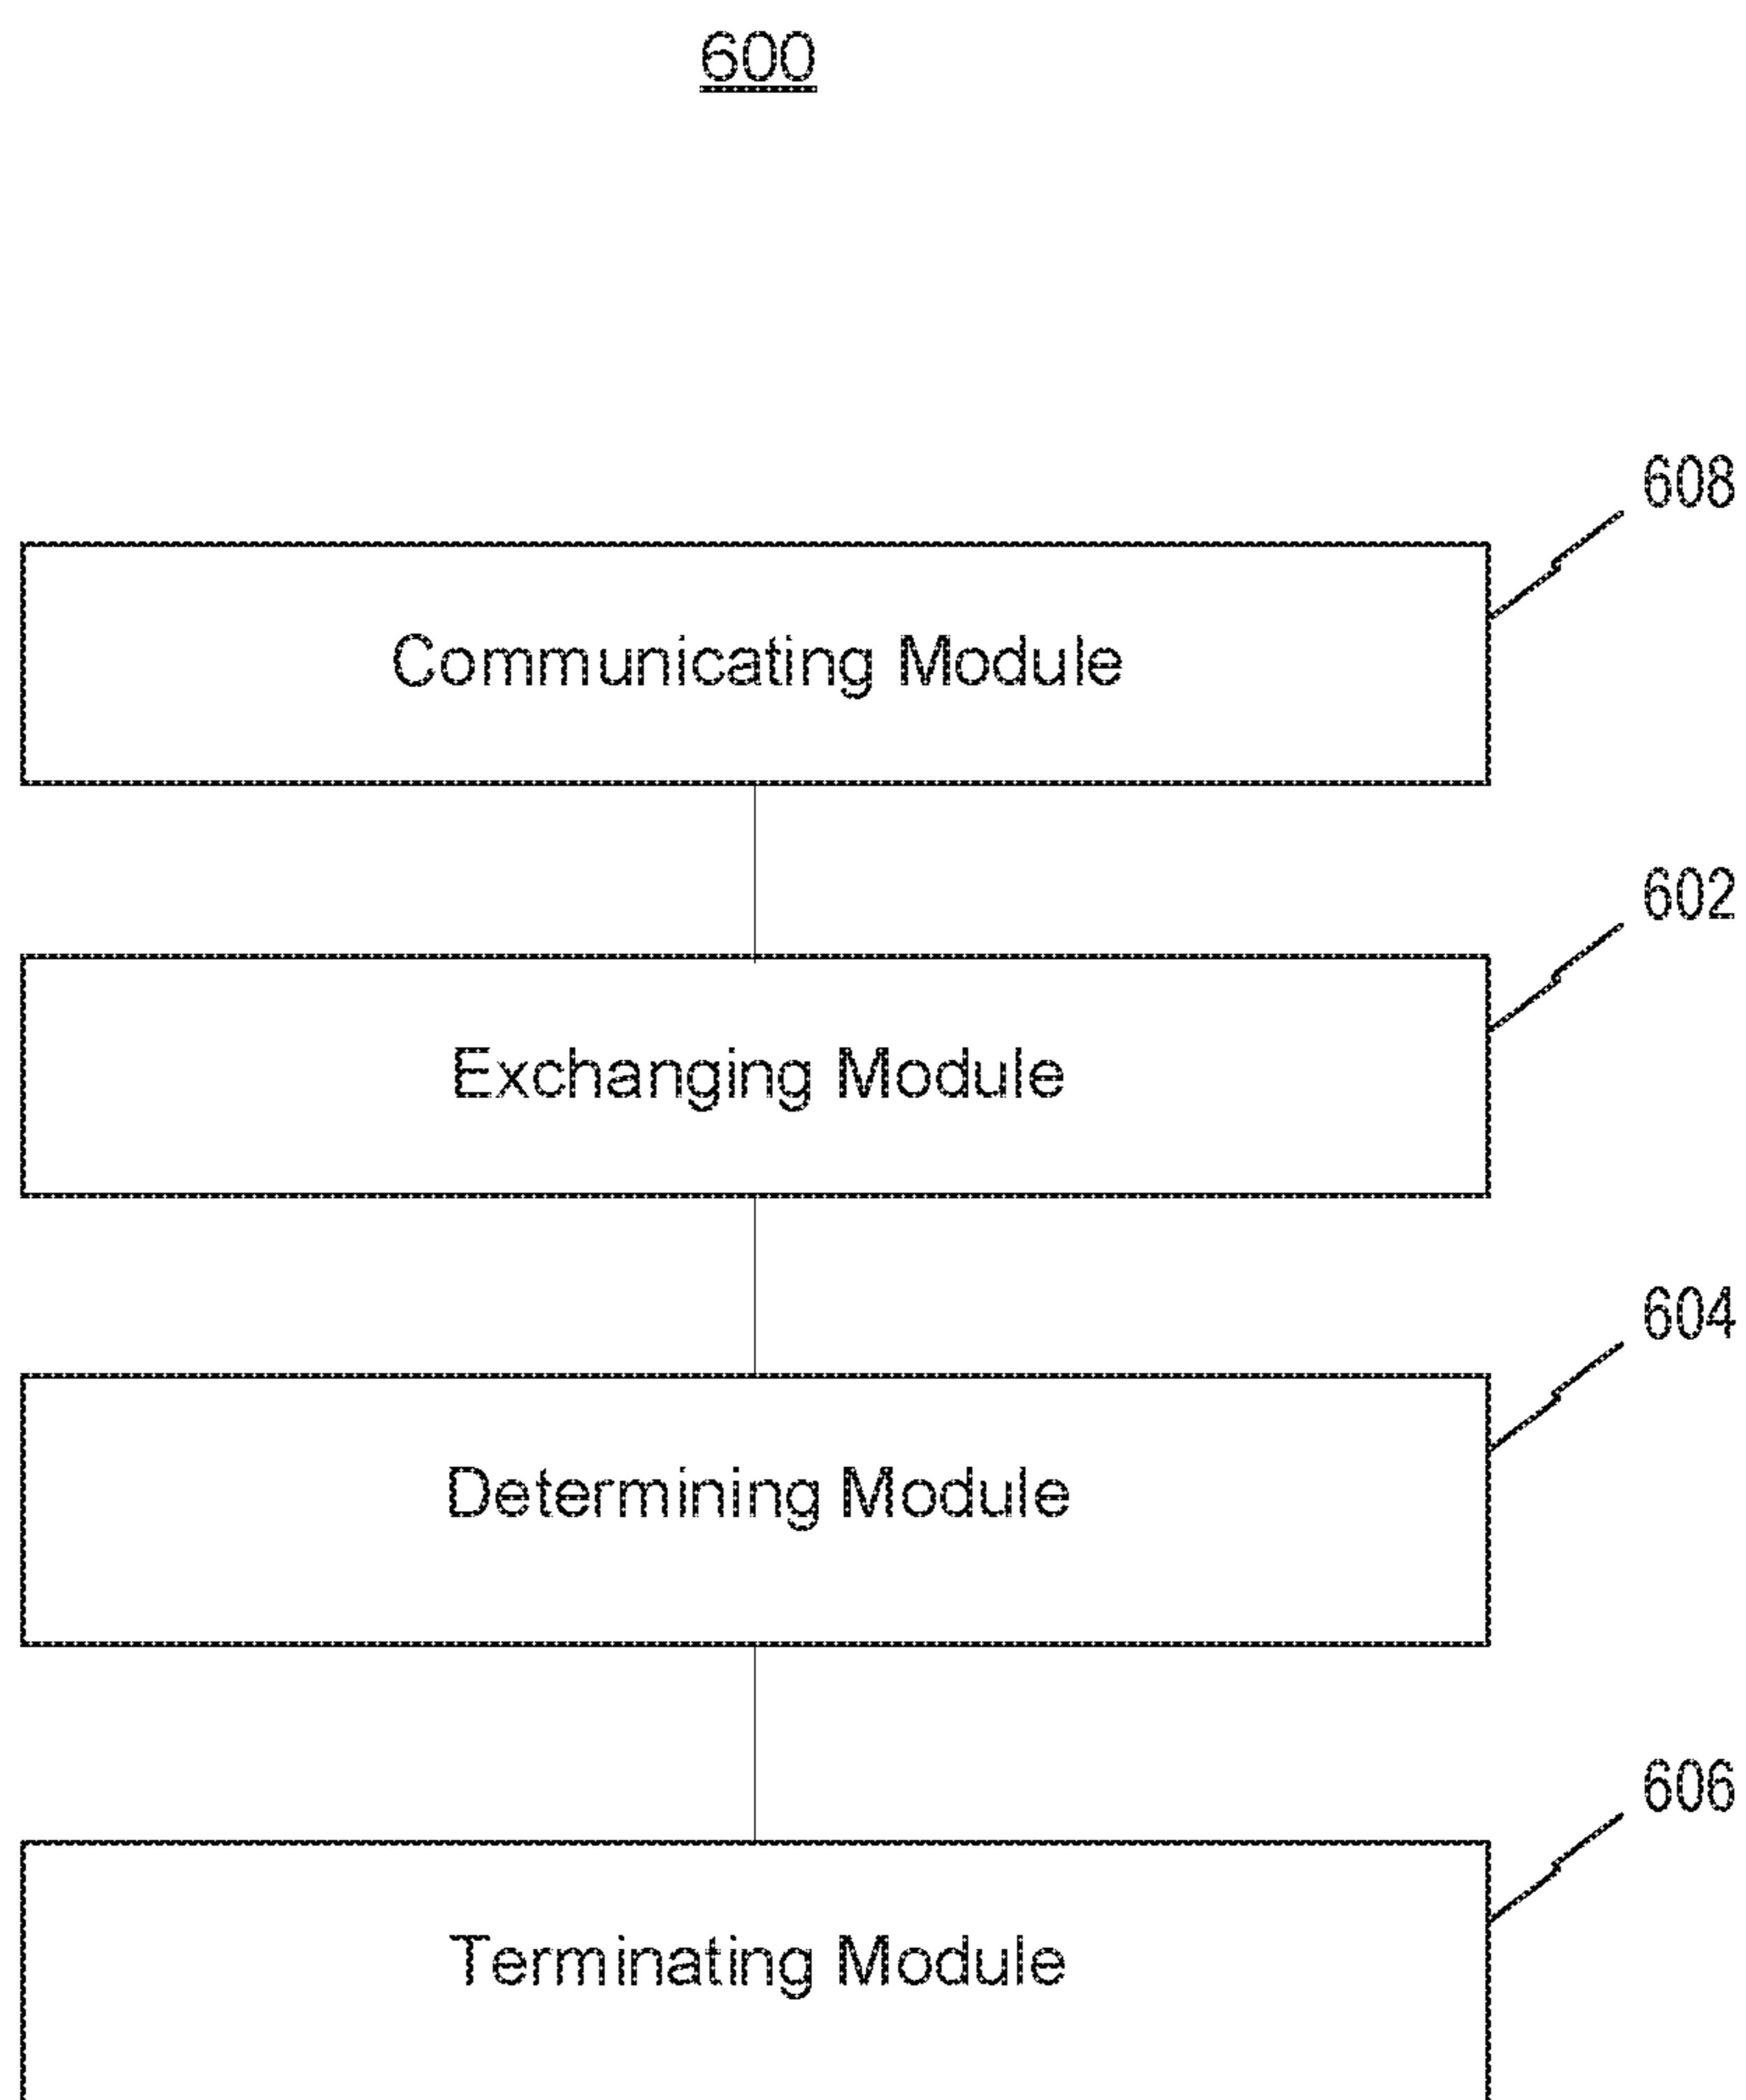 600
608
Communicating Module
602
Exchanging Module
604
Determining Module
606
Terminating Module